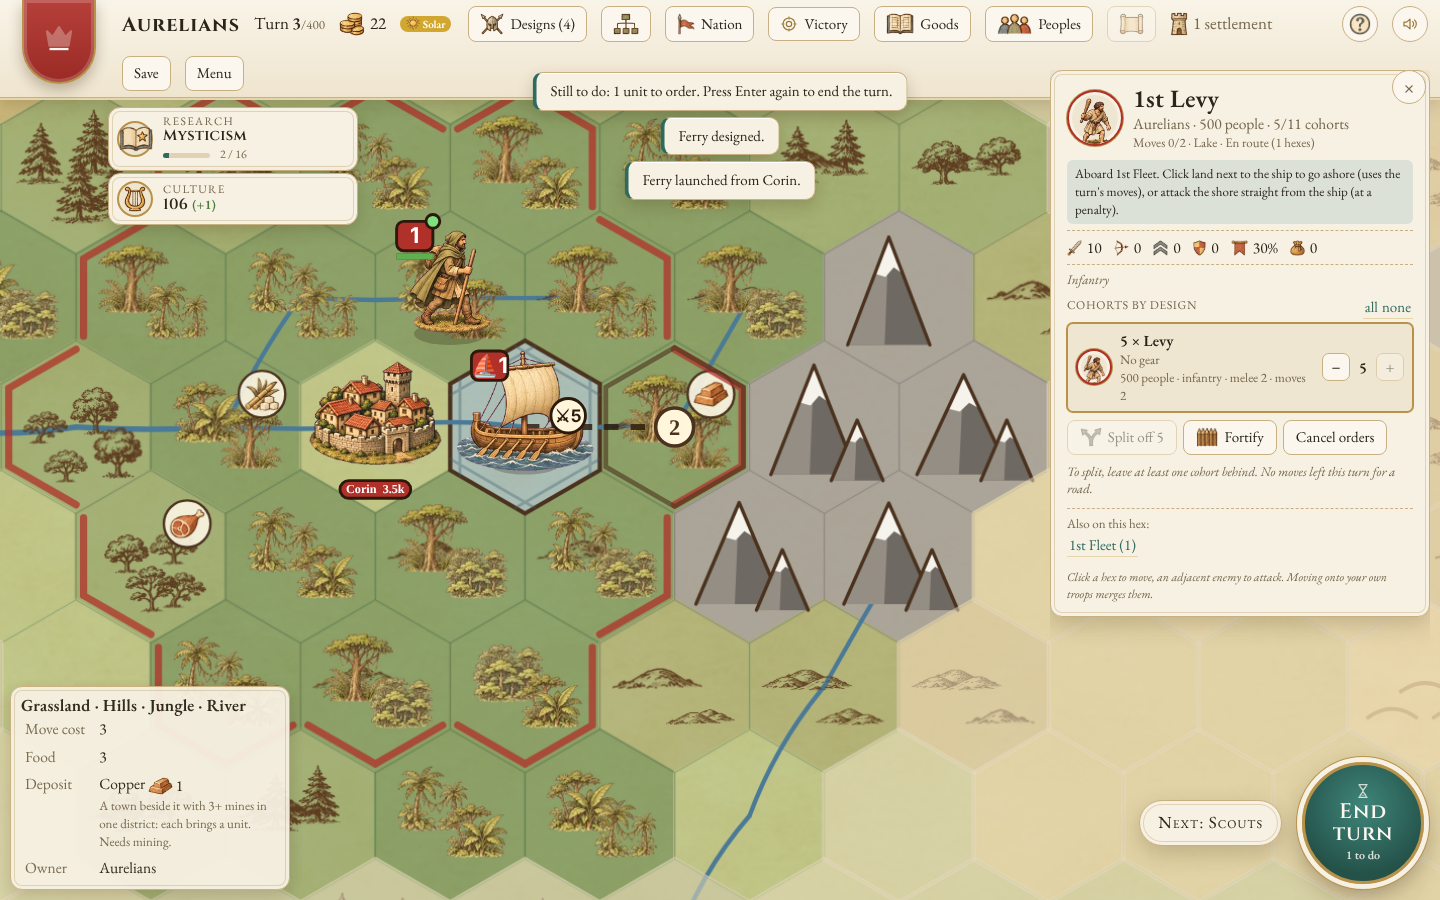 AURELIANS
Turn 3/400
22
Solar
Designs (4)
Nation
Victory
Goods
Peoples
1 settlement
Save
Menu
Still to do: 1 unit to order. Press Enter again to end the turn.
Ferry designed.
Ferry launched from Corin.
RESEARCH
MYSTICISM
2 / 16
CULTURE
106 (+1)
1
1
⚔5
2
Corin 3.5k
×
1st Levy
Aurelians · 500 people · 5/11 cohorts
Moves 0/2 · Lake · En route (1 hexes)
Aboard 1st Fleet. Click land next to the ship to go ashore (uses the
turn's moves), or attack the shore straight from the ship (at a
penalty).
10 0 0 0 30% 0
Infantry
COHORTS BY DESIGN
all none
5 × Levy
No gear
500 people · infantry · melee 2 · moves
2
− 5 +
Split off 5
Fortify
Cancel orders
To split, leave at least one cohort behind. No moves left this turn for a
road.
Also on this hex:
1st Fleet (1)
Click a hex to move, an adjacent enemy to attack. Moving onto your own
troops merges them.
Grassland · Hills · Jungle · River
Move cost 3
Food 3
Deposit Copper 1
A town beside it with 3+ mines in
one district: each brings a unit.
Needs mining.
Owner Aurelians
NEXT: SCOUTS
END
TURN
1 to do